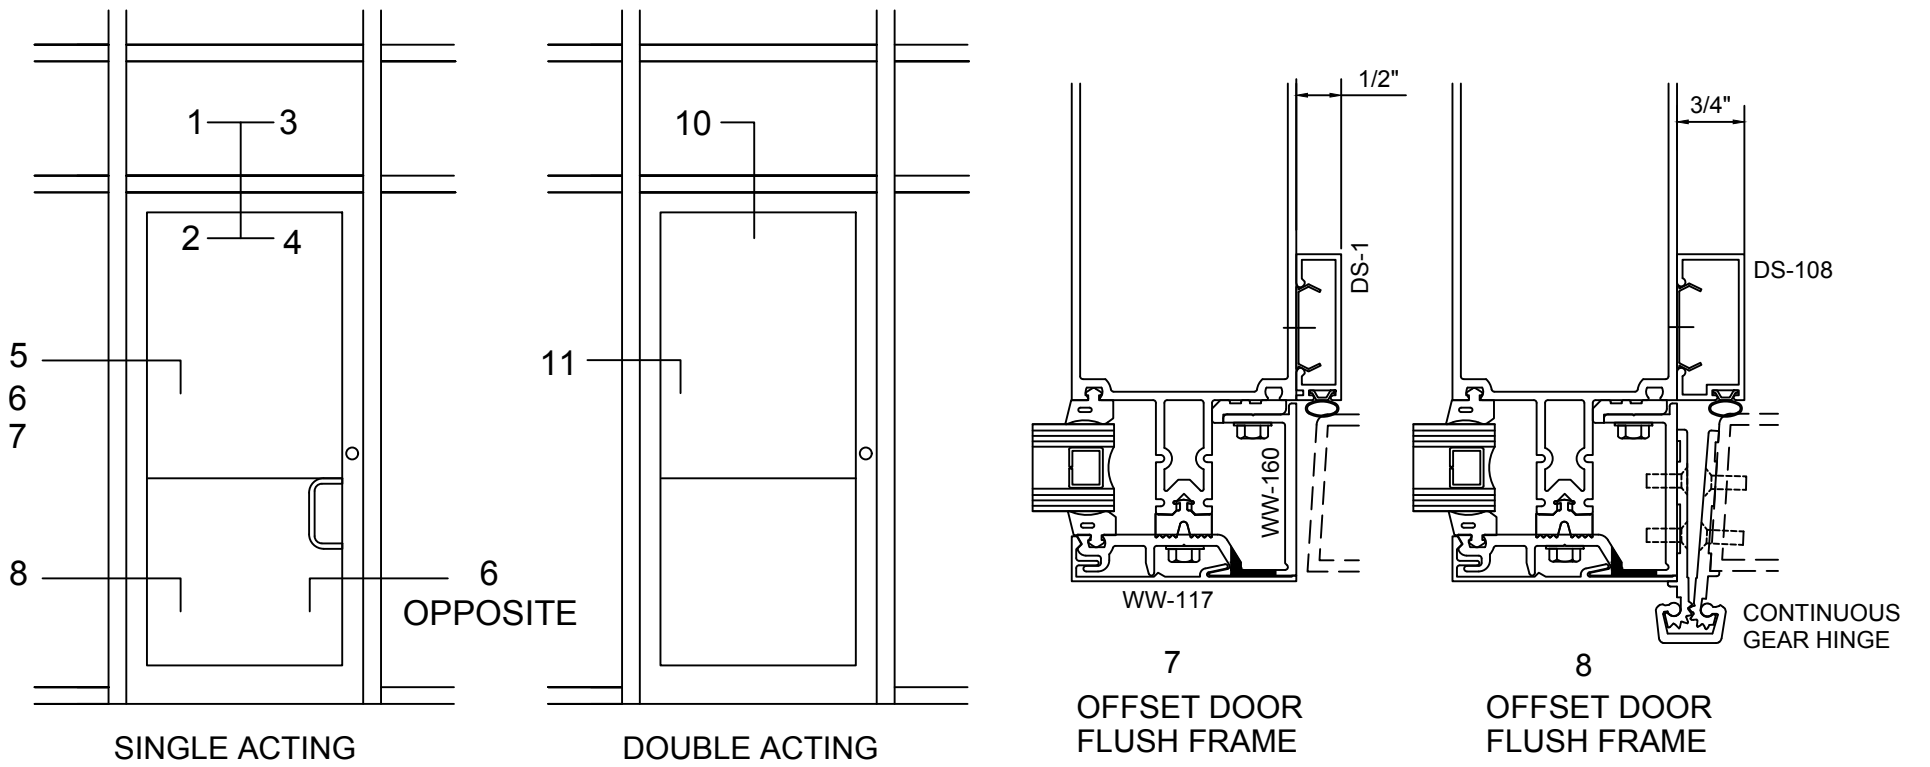 1
3
2
4
5
6
7
8
6
OPPOSITE
SINGLE ACTING
10
11
DOUBLE ACTING
1/2"
DS-1
WW-160
WW-117
7
OFFSET DOOR
FLUSH FRAME
3/4"
DS-108
CONTINUOUS
GEAR HINGE
8
OFFSET DOOR
FLUSH FRAME